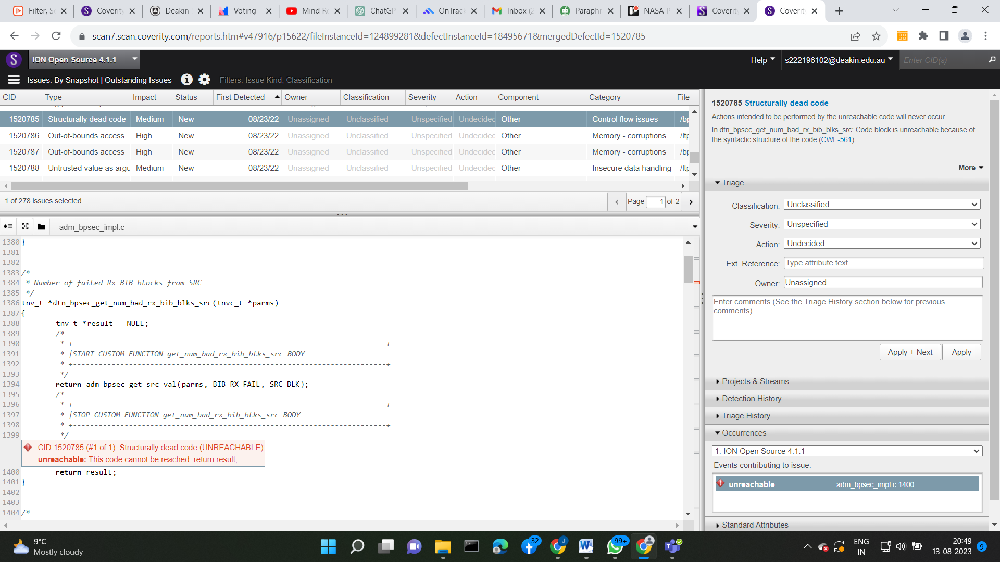 Filter, S
Coverity
Deakin
Voting
Mind Re
ChatGP
OnTrack
Inbox (2
Paraphr
NASA P
Coverity
Coverity
scan7.scan.coverity.com/reports.htm#v47916/p15622/fileInstanceId=124899281&defectInstanceId=18495671&mergedDefectId=1520785
ION Open Source 4.1.1
Help
s222196102@deakin.edu.au
Enter CID(s)
Issues: By Snapshot | Outstanding Issues
Filters: Issue Kind, Classification
CID Type Impact Status First Detected Owner Classification Severity Action Component Category File
1520785 Structurally dead code Medium New 08/23/22 Unassigned Unclassified Unspecified Undecided Other Control flow issues /bp
1520786 Out-of-bounds access High New 08/23/22 Unassigned Unclassified Unspecified Undecided Other Memory - corruptions /ltp
1520787 Out-of-bounds access High New 08/23/22 Unassigned Unclassified Unspecified Undecided Other Memory - corruptions /bp
1520788 Untrusted value as argu Medium New 08/23/22 Unassigned Unclassified Unspecified Undecided Other Insecure data handling /ltp
1 of 278 issues selected
Page 1 of 2
adm_bpsec_impl.c
1380 }
1381
1382
1383 /*
1384 * Number of failed Rx BIB blocks from SRC
1385 */
1386 tnv_t *dtn_bpsec_get_num_bad_rx_bib_blks_src(tnvc_t *parms)
1387 {
1388 tnv_t *result = NULL;
1389 /*
1390 * +-------------------------------------------------------------------------+
1391 * |START CUSTOM FUNCTION get_num_bad_rx_bib_blks_src BODY
1392 * +-------------------------------------------------------------------------+
1393 */
1394 return adm_bpsec_get_src_val(parms, BIB_RX_FAIL, SRC_BLK);
1395 /*
1396 * +-------------------------------------------------------------------------+
1397 * |STOP CUSTOM FUNCTION get_num_bad_rx_bib_blks_src BODY
1398 * +-------------------------------------------------------------------------+
1399 */
CID 1520785 (#1 of 1): Structurally dead code (UNREACHABLE)
unreachable: This code cannot be reached: return result;.
1400 return result;
1401 }
1402
1403
1404 /*
1520785 Structurally dead code
Actions intended to be performed by the unreachable code will never occur.
In dtn_bpsec_get_num_bad_rx_bib_blks_src: Code block is unreachable because of
the syntactic structure of the code (CWE-561)
... More
Triage
Classification: Unclassified
Severity: Unspecified
Action: Undecided
Ext. Reference: Type attribute text
Owner: Unassigned
Enter comments (See the Triage History section below for previous
comments)
Apply + Next
Apply
Projects & Streams
Detection History
Triage History
Occurrences
1: ION Open Source 4.1.1
Events contributing to issue:
unreachable adm_bpsec_impl.c:1400
Standard Attributes
9°C
Mostly cloudy
32
J
99+
ENG
IN
20:49
13-08-2023
9